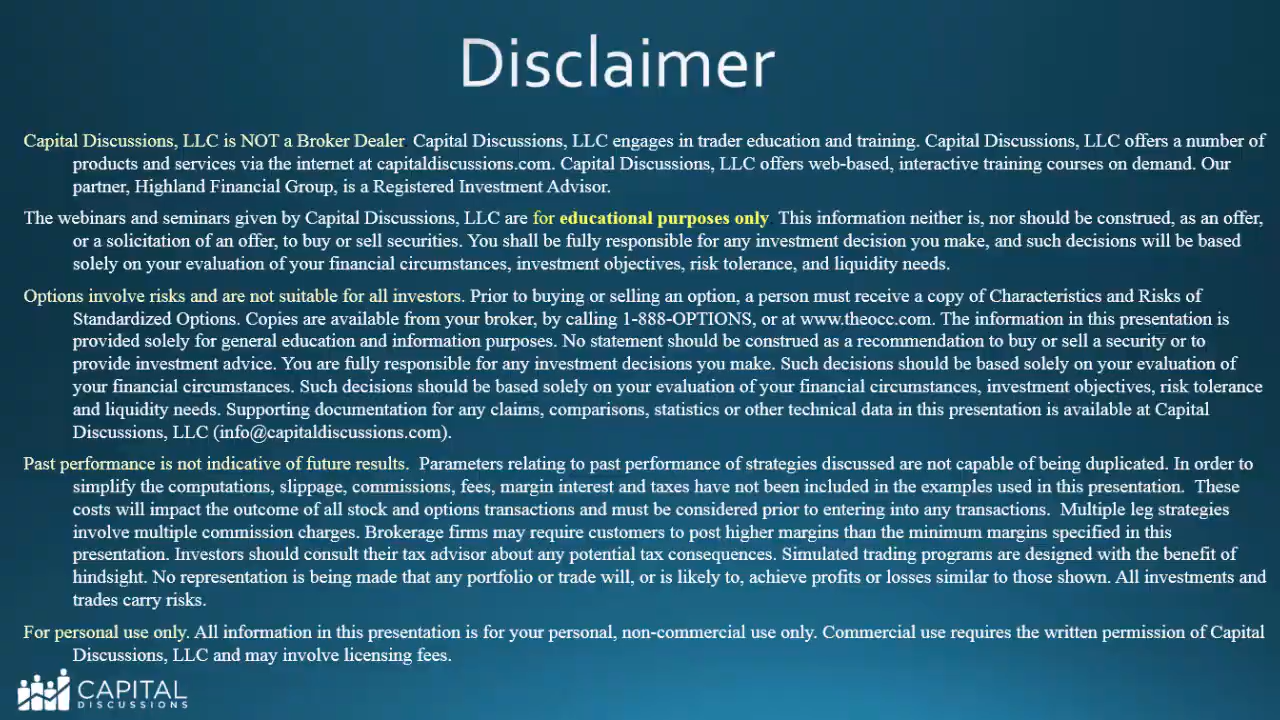 Disclaimer
Capital Discussions, LLC is NOT a Broker Dealer. Capital Discussions, LLC engages in trader education and training. Capital Discussions, LLC offers a number of
products and services via the internet at capitaldiscussions.com. Capital Discussions, LLC offers web-based, interactive training courses on demand. Our
partner, Highland Financial Group, is a Registered Investment Advisor.
The webinars and seminars given by Capital Discussions, LLC are for educational purposes only. This information neither is, nor should be construed, as an offer,
or a solicitation of an offer, to buy or sell securities. You shall be fully responsible for any investment decision you make, and such decisions will be based
solely on your evaluation of your financial circumstances, investment objectives, risk tolerance, and liquidity needs.
Options involve risks and are not suitable for all investors. Prior to buying or selling an option, a person must receive a copy of Characteristics and Risks of
Standardized Options. Copies are available from your broker, by calling 1-888-OPTIONS, or at www.theocc.com. The information in this presentation is
provided solely for general education and information purposes. No statement should be construed as a recommendation to buy or sell a security or to
provide investment advice. You are fully responsible for any investment decisions you make. Such decisions should be based solely on your evaluation of
your financial circumstances. Such decisions should be based solely on your evaluation of your financial circumstances, investment objectives, risk tolerance
and liquidity needs. Supporting documentation for any claims, comparisons, statistics or other technical data in this presentation is available at Capital
Discussions, LLC (info@capitaldiscussions.com).
Past performance is not indicative of future results. Parameters relating to past performance of strategies discussed are not capable of being duplicated. In order to
simplify the computations, slippage, commissions, fees, margin interest and taxes have not been included in the examples used in this presentation. These
costs will impact the outcome of all stock and options transactions and must be considered prior to entering into any transactions. Multiple leg strategies
involve multiple commission charges. Brokerage firms may require customers to post higher margins than the minimum margins specified in this
presentation. Investors should consult their tax advisor about any potential tax consequences. Simulated trading programs are designed with the benefit of
hindsight. No representation is being made that any portfolio or trade will, or is likely to, achieve profits or losses similar to those shown. All investments and
trades carry risks.
For personal use only. All information in this presentation is for your personal, non-commercial use only. Commercial use requires the written permission of Capital
Discussions, LLC and may involve licensing fees.
CAPITAL
DISCUSSIONS